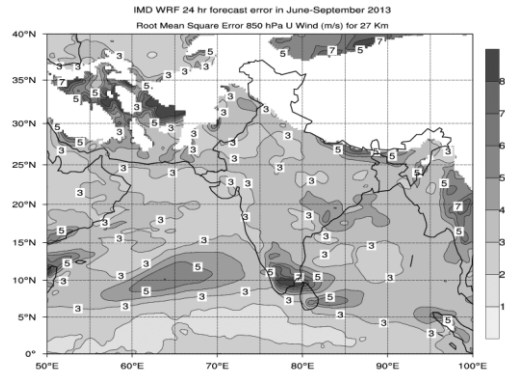 IMD WRF 24 hr forecast error in June-September 2013
Root Mean Square Error 850 hPa U Wind (m/s) for 27 Km
40°N
35°N
30°N
25°N
20°N
15°N
10°N
5°N
0°
50°E 60°E 70°E 80°E 90°E 100°E
8
7
6
5
4
3
2
1